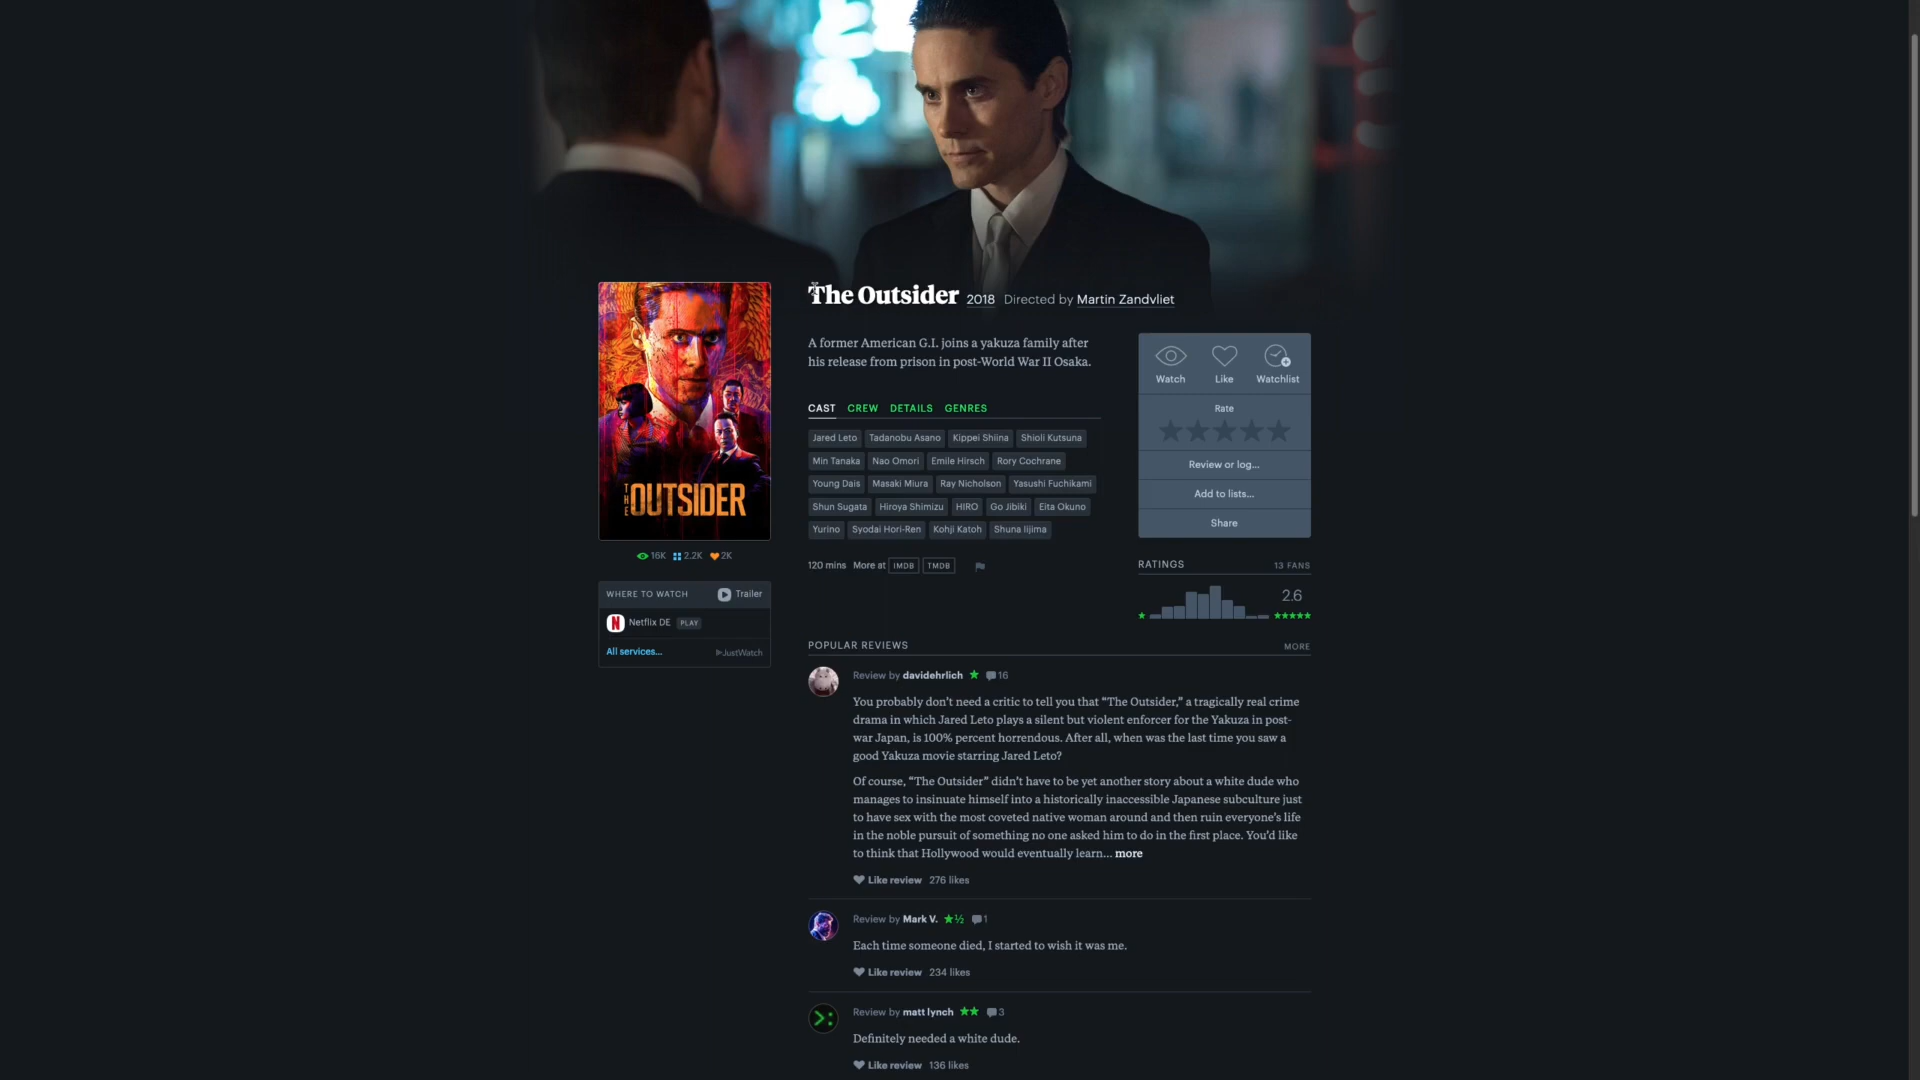 The Outsider 2018 Directed by Martin Zandvliet
A former American G.I. joins a yakuza family after
his release from prison in post-World War II Osaka.
CAST CREW DETAILS GENRES
Jared Leto Tadanobu Asano Kippei Shiina Shioli Kutsuna
Min Tanaka Nao Omori Emile Hirsch Rory Cochrane
Young Dais Masaki Miura Ray Nicholson Yasushi Fuchikami
Shun Sugata Hiroya Shimizu HIRO Go Jibiki Eita Okuno
Yurino Syodai Hori-Ren Kohji Katoh Shuna Iijima
120 mins More at IMDB TMDB
THE OUTSIDER
16K 2.2K 2K
WHERE TO WATCH Trailer
Netflix DE PLAY
All services... JustWatch
Watch Like Watchlist
Rate
Review or log...
Add to lists...
Share
RATINGS 13 FANS
2.6
POPULAR REVIEWS MORE
Review by davidehrlich ★ 16
You probably don’t need a critic to tell you that “The Outsider,” a tragically real crime
drama in which Jared Leto plays a silent but violent enforcer for the Yakuza in post-
war Japan, is 100% percent horrendous. After all, when was the last time you saw a
good Yakuza movie starring Jared Leto?
Of course, “The Outsider” didn’t have to be yet another story about a white dude who
manages to insinuate himself into a historically inaccessible Japanese subculture just
to have sex with the most coveted native woman around and then ruin everyone’s life
in the noble pursuit of something no one asked him to do in the first place. You’d like
to think that Hollywood would eventually learn... more
Like review 276 likes
Review by Mark V. ★½ 1
Each time someone died, I started to wish it was me.
Like review 234 likes
Review by matt lynch ★★ 3
Definitely needed a white dude.
Like review 136 likes